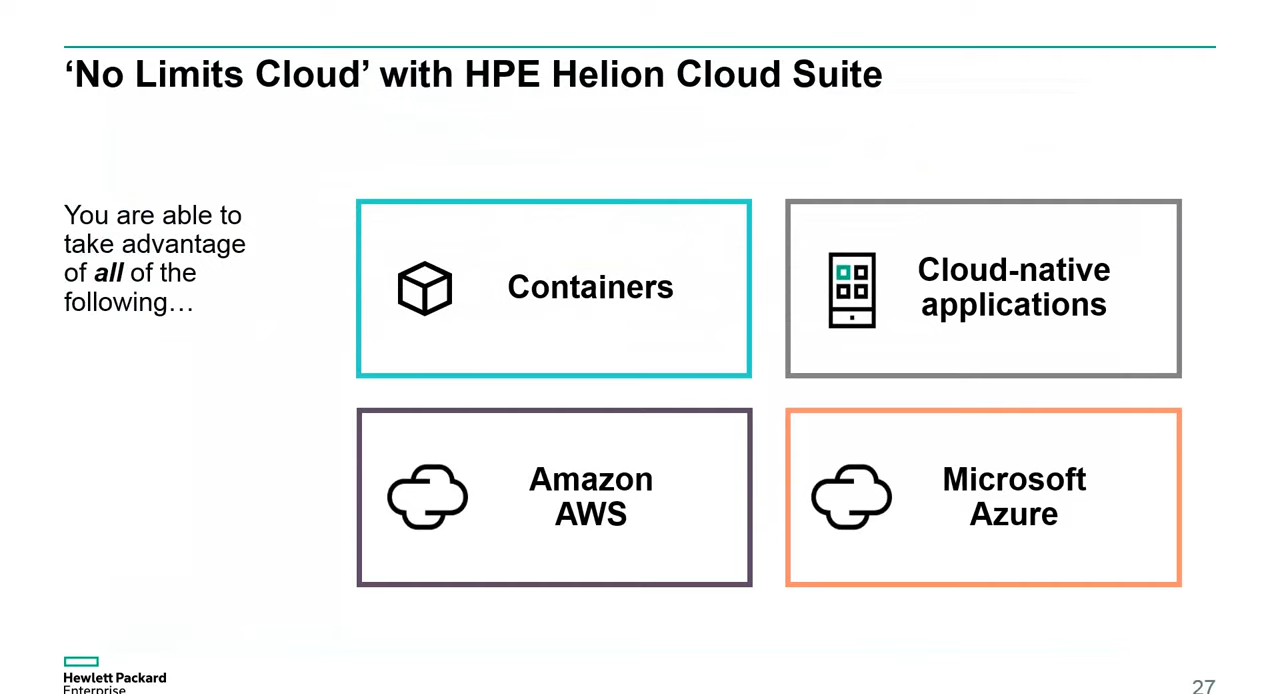 ‘No Limits Cloud’ with HPE Helion Cloud Suite
You are able to
take advantage
of all of the
following…
Containers
Cloud-native
applications
Amazon
AWS
Microsoft
Azure
Hewlett Packard
Enterprise
27